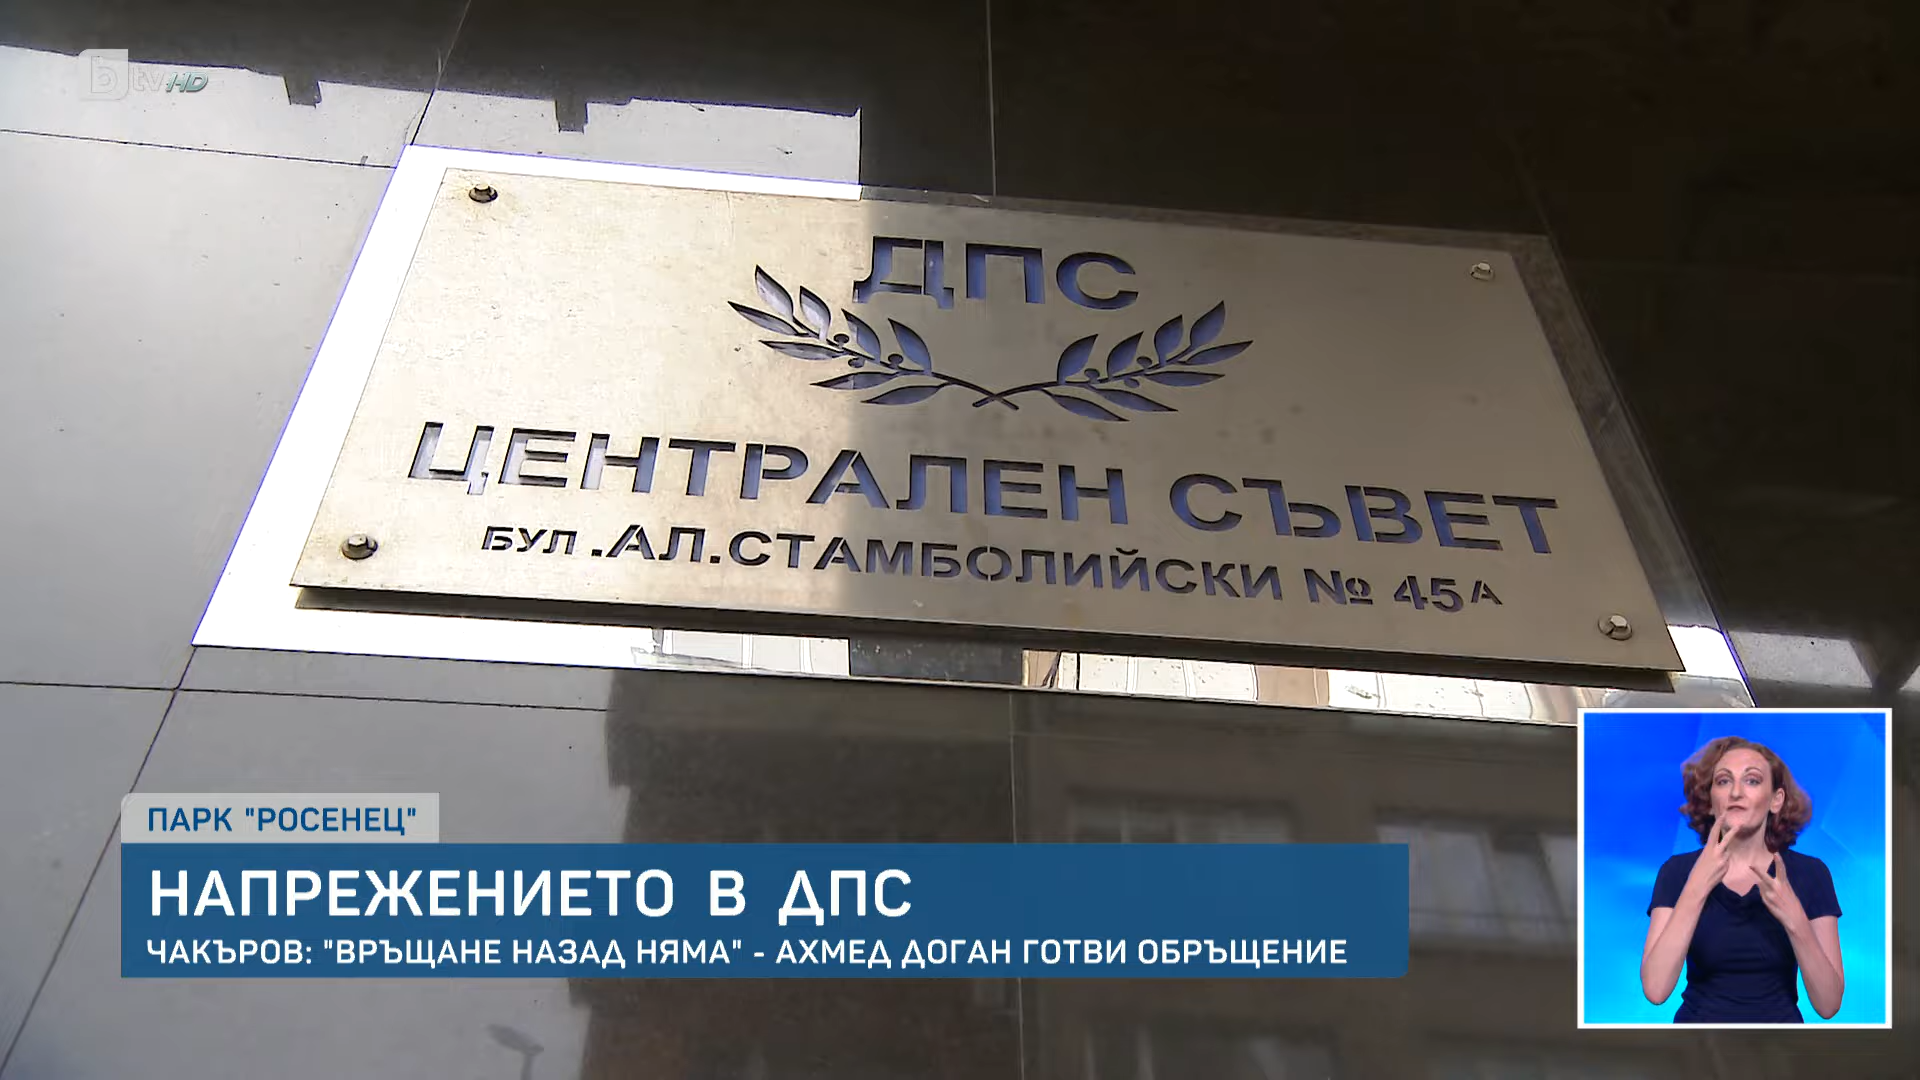 btv HD
ДПС
ЦЕНТРАЛЕН СЪВЕТ
БУЛ .АЛ.СТАМБОЛИЙСКИ № 45А
ПАРК "РОСЕНЕЦ"
НАПРЕЖЕНИЕТО В ДПС
ЧАКЪРОВ: "ВРЪЩАНЕ НАЗАД НЯМА" - АХМЕД ДОГАН ГОТВИ ОБРЪЩЕНИЕ